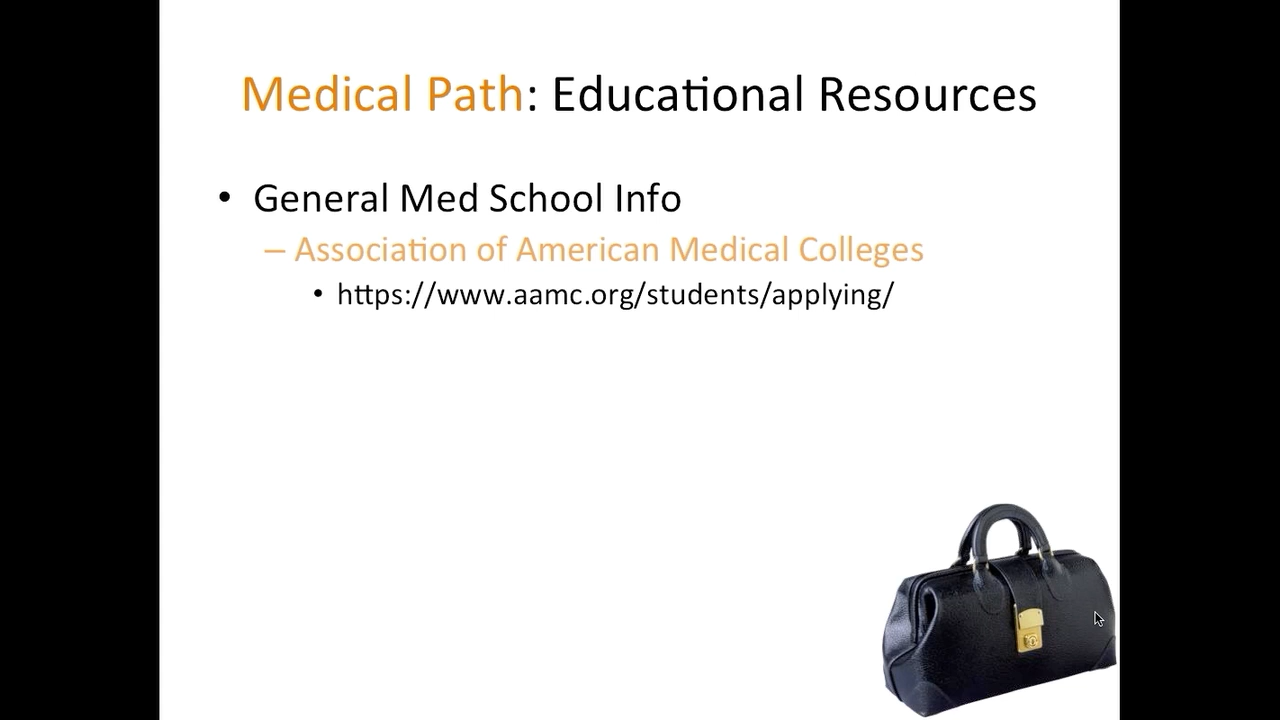 Medical Path: Educational Resources
• General Med School Info
– Association of American Medical Colleges
• https://www.aamc.org/students/applying/